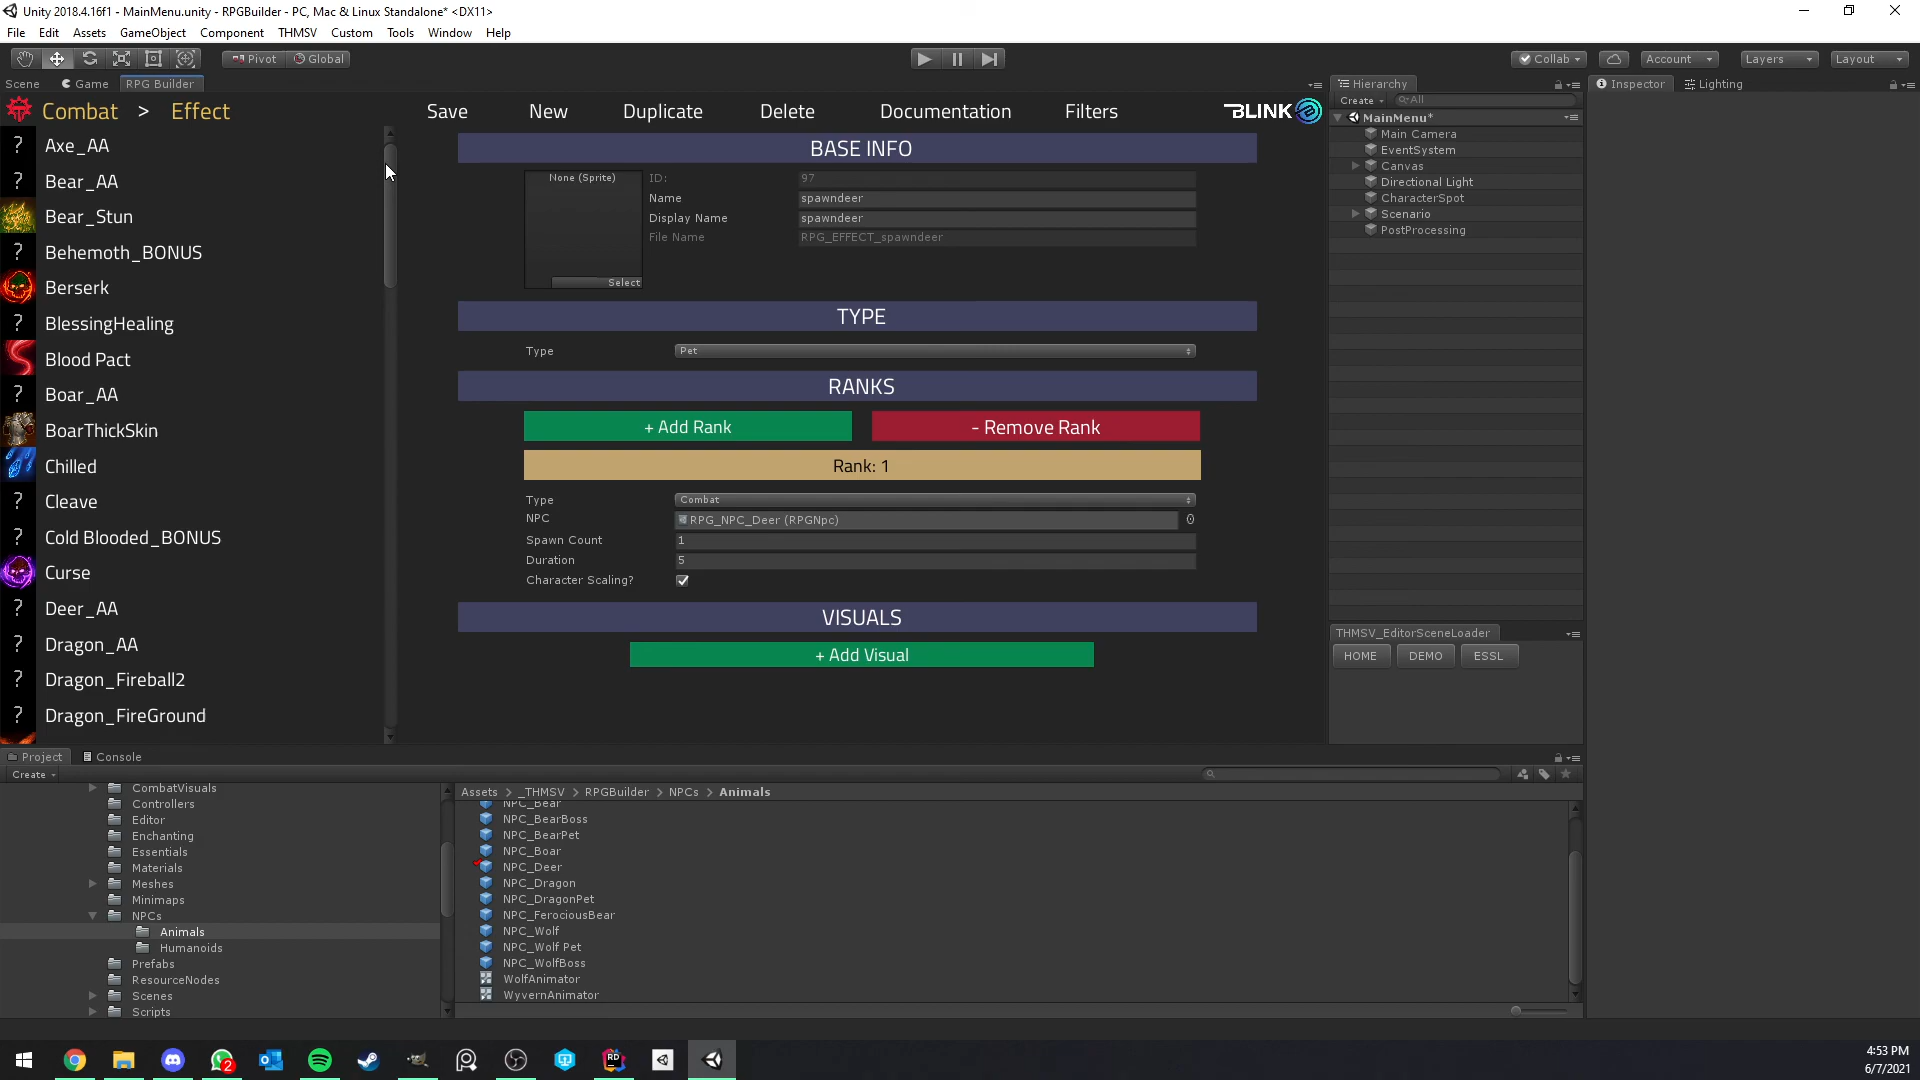 Unity 2018.4.16f1 - MainMenu.unity - RPGBuilder - PC, Mac & Linux Standalone* <DX11>
File Edit Assets GameObject Component THMSV Custom Tools Window Help
Pivot Global Collab Account Layers Layout
Scene Game RPG Builder
Combat > Effect Save New Duplicate Delete Documentation Filters BLINK
Axe_AA
Bear_AA
Bear_Stun
Behemoth_BONUS
Berserk
BlessingHealing
Blood Pact
Boar_AA
BoarThickSkin
Chilled
Cleave
Cold Blooded_BONUS
Curse
Deer_AA
Dragon_AA
Dragon_Fireball2
Dragon_FireGround
BASE INFO
None (Sprite)
Select
ID: 97
Name spawndeer
Display Name spawndeer
File Name RPG_EFFECT_spawndeer
TYPE
Type Pet
RANKS
+ Add Rank - Remove Rank
Rank: 1
Type Combat
NPC RPG_NPC_Deer (RPGNpc)
Spawn Count 1
Duration 5
Character Scaling?
VISUALS
+ Add Visual
Hierarchy
Create All
MainMenu*
Main Camera
EventSystem
Canvas
Directional Light
CharacterSpot
Scenario
PostProcessing
THMSV_EditorSceneLoader
HOME DEMO ESSL
Inspector Lighting
Project Console
Create
CombatVisuals
Controllers
Editor
Enchanting
Essentials
Materials
Meshes
Minimaps
NPCs
Animals
Humanoids
Prefabs
ResourceNodes
Scenes
Scripts
Assets > _THMSV > RPGBuilder > NPCs > Animals
NPC_Bear
NPC_BearBoss
NPC_BearPet
NPC_Boar
NPC_Deer
NPC_Dragon
NPC_DragonPet
NPC_FerociousBear
NPC_Wolf
NPC_Wolf Pet
NPC_WolfBoss
WolfAnimator
WyvernAnimator
2
RD
4:53 PM
6/7/2021